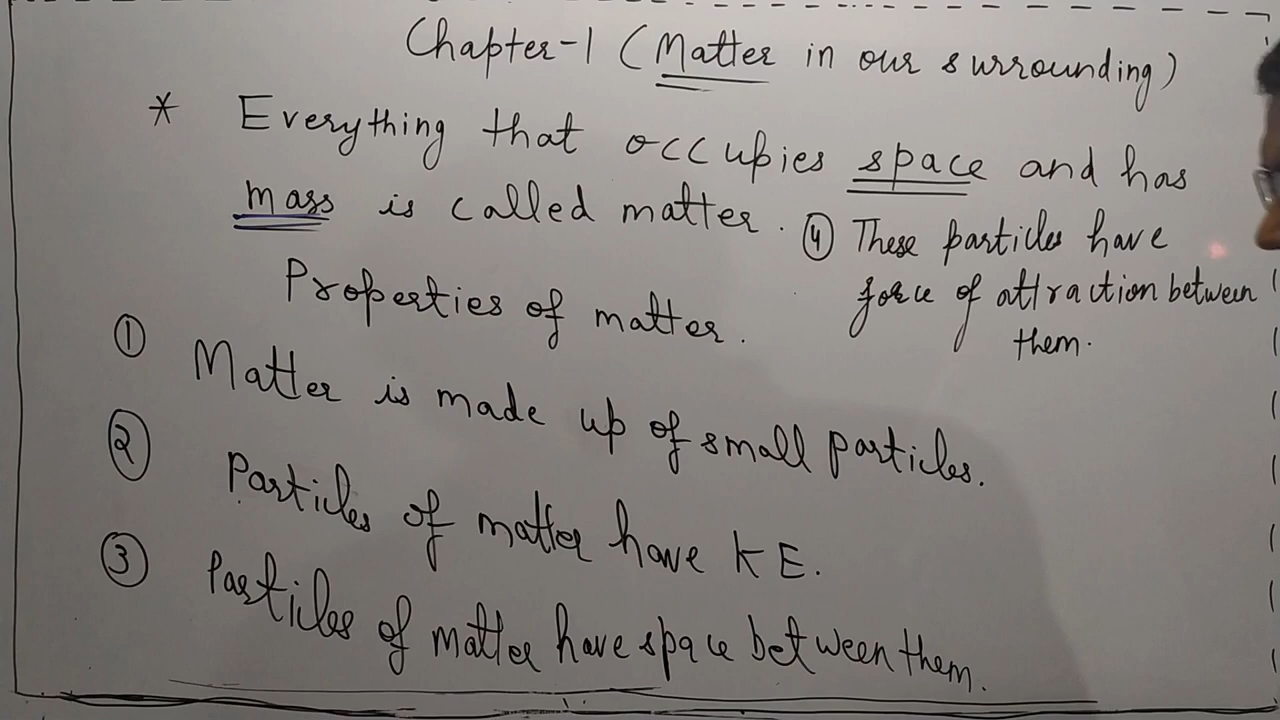 Chapter-1 (Matter in our surrounding)
* Everything that occupies space and has
mass is called matter.
Properties of matter.
① Matter is made up of small particles.
② Particles of matter have KE.
③ Particles of matter have space between them.
④ These particles have
force of attraction between
them.